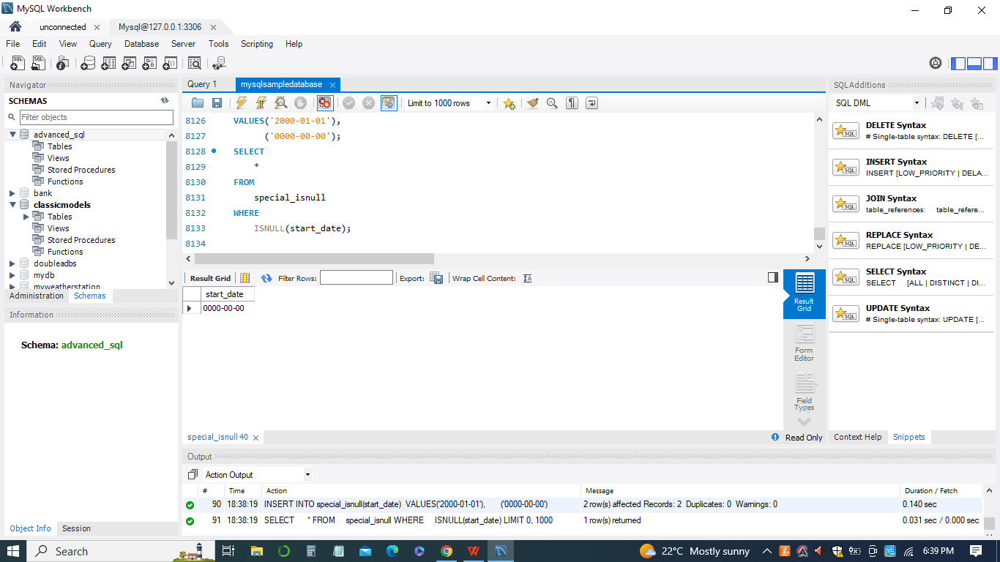 MySQL Workbench
unconnected
Mysql@127.0.0.1:3306
File Edit View Query Database Server Tools Scripting Help
Navigator
SCHEMAS
Filter objects
advanced_sql
Tables
Views
Stored Procedures
Functions
bank
classicmodels
Tables
Views
Stored Procedures
Functions
doubleadbs
mydb
myweatherstation
Administration Schemas
Information
Schema: advanced_sql
Object Info Session
Query 1
mysqlsampledatabase
Limit to 1000 rows
8126 VALUES('2000-01-01'),
8127 ('0000-00-00');
8128 SELECT
8129 *
8130 FROM
8131 special_isnull
8132 WHERE
8133 ISNULL(start_date);
8134
Result Grid Filter Rows: Export: Wrap Cell Content:
start_date
0000-00-00
Result
Grid
Form
Editor
Field
Types
special_isnull 40
Read Only
Output
Action Output
# Time Action Message Duration / Fetch
90 18:38:19 INSERT INTO special_isnull(start_date) VALUES('2000-01-01'), ('0000-00-00') 2 row(s) affected Records: 2 Duplicates: 0 Warnings: 0 0.140 sec
91 18:38:19 SELECT * FROM special_isnull WHERE ISNULL(start_date) LIMIT 0, 1000 1 row(s) returned 0.031 sec / 0.000 sec
SQLAdditions
SQL DML
DELETE Syntax
# Single-table syntax: DELETE [...
INSERT Syntax
INSERT [LOW_PRIORITY | DELA...
JOIN Syntax
table_references: table_refere...
REPLACE Syntax
REPLACE [LOW_PRIORITY | DE...
SELECT Syntax
SELECT [ALL | DISTINCT | DI...
UPDATE Syntax
# Single-table syntax: UPDATE [...
Context Help Snippets
Search
22°C Mostly sunny
6:39 PM